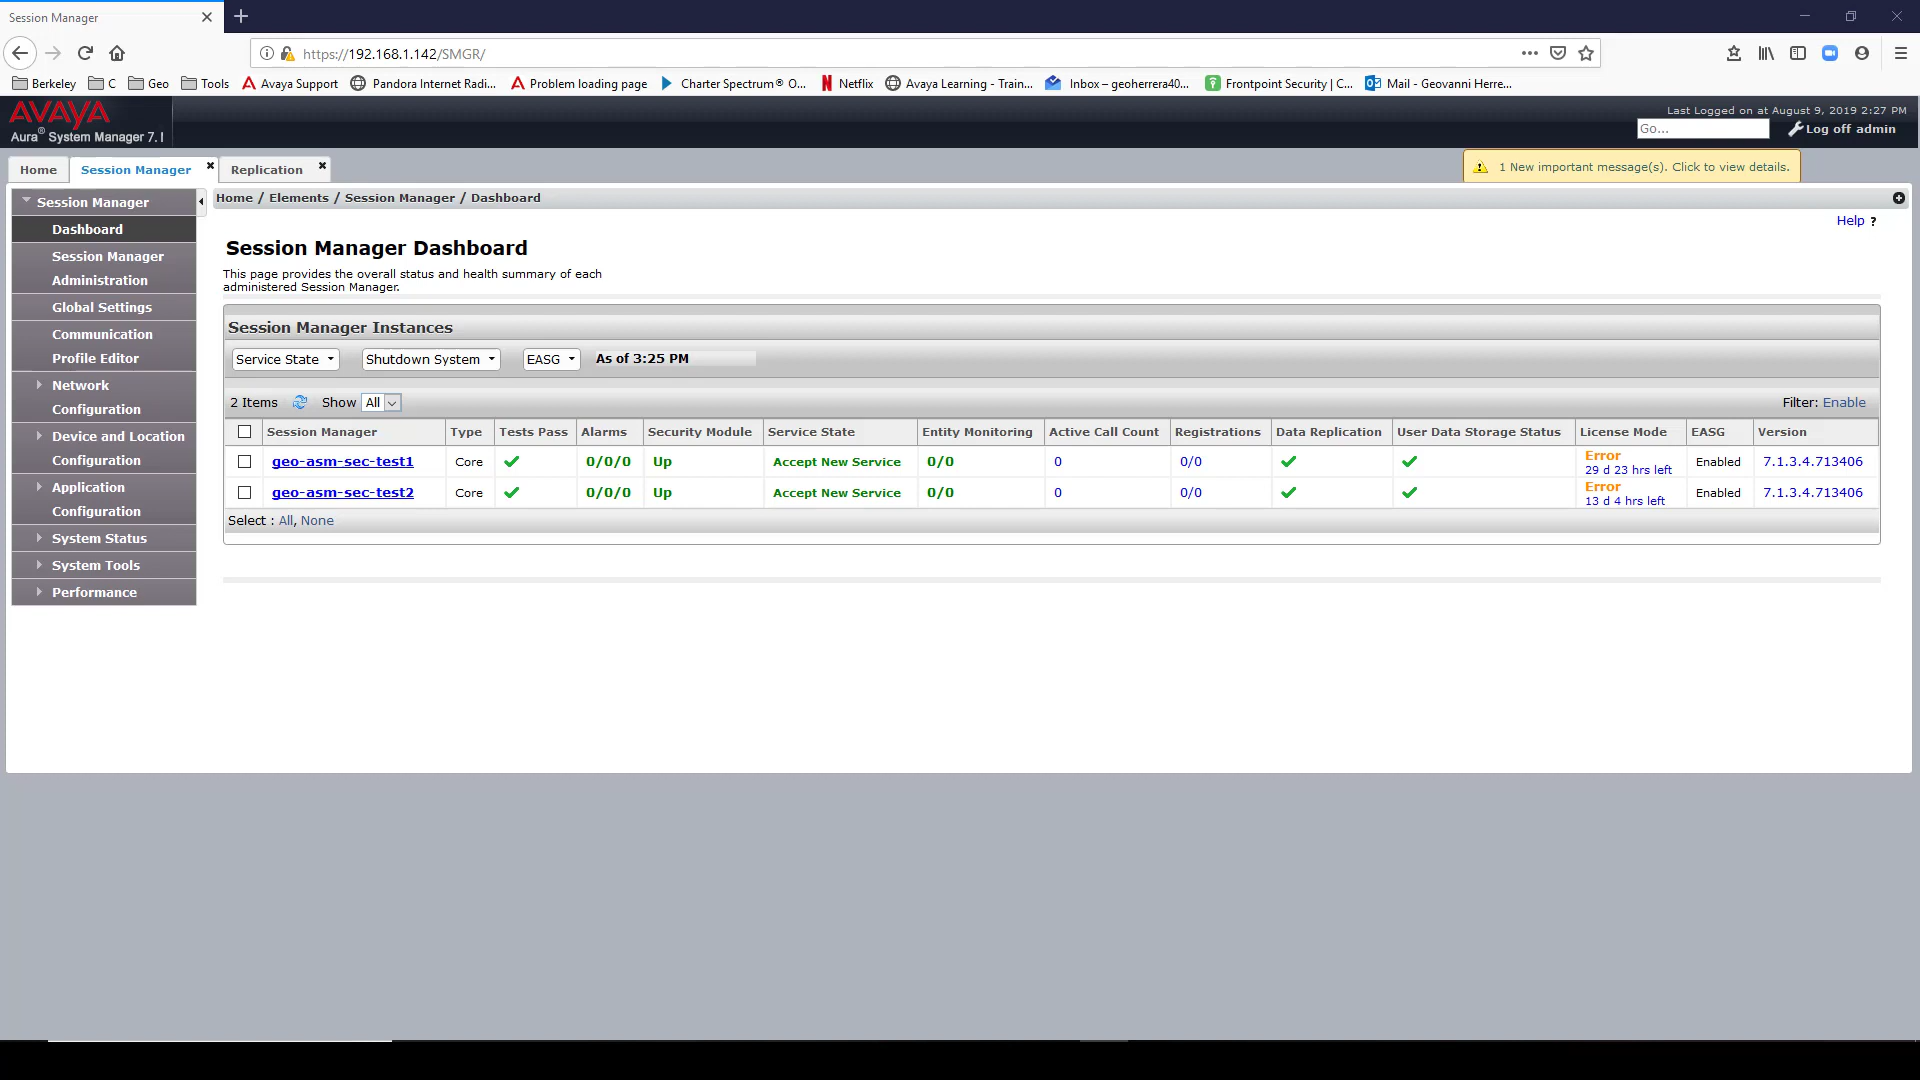 Session Manager
https://192.168.1.142/SMGR/
Berkeley C Geo Tools Avaya Support Pandora Internet Radi... Problem loading page Charter Spectrum® O... Netflix Avaya Learning - Train... Inbox – geoherrera40... Frontpoint Security | C... Mail - Geovanni Herre...
AVAYA
Aura® System Manager 7.1
Last Logged on at August 9, 2019 2:27 PM
Go... Log off admin
Home Session Manager Replication
1 New important message(s). Click to view details.
Session Manager
Dashboard
Session Manager
Administration
Global Settings
Communication
Profile Editor
Network
Configuration
Device and Location
Configuration
Application
Configuration
System Status
System Tools
Performance
Home / Elements / Session Manager / Dashboard
Help ?
Session Manager Dashboard
This page provides the overall status and health summary of each
administered Session Manager.
Session Manager Instances
Service State Shutdown System EASG As of 3:25 PM
2 Items Show All Filter: Enable
Session Manager Type Tests Pass Alarms Security Module Service State Entity Monitoring Active Call Count Registrations Data Replication User Data Storage Status License Mode EASG Version
geo-asm-sec-test1 Core 0/0/0 Up Accept New Service 0/0 0 0/0 Error 29 d 23 hrs left Enabled 7.1.3.4.713406
geo-asm-sec-test2 Core 0/0/0 Up Accept New Service 0/0 0 0/0 Error 13 d 4 hrs left Enabled 7.1.3.4.713406
Select : All, None